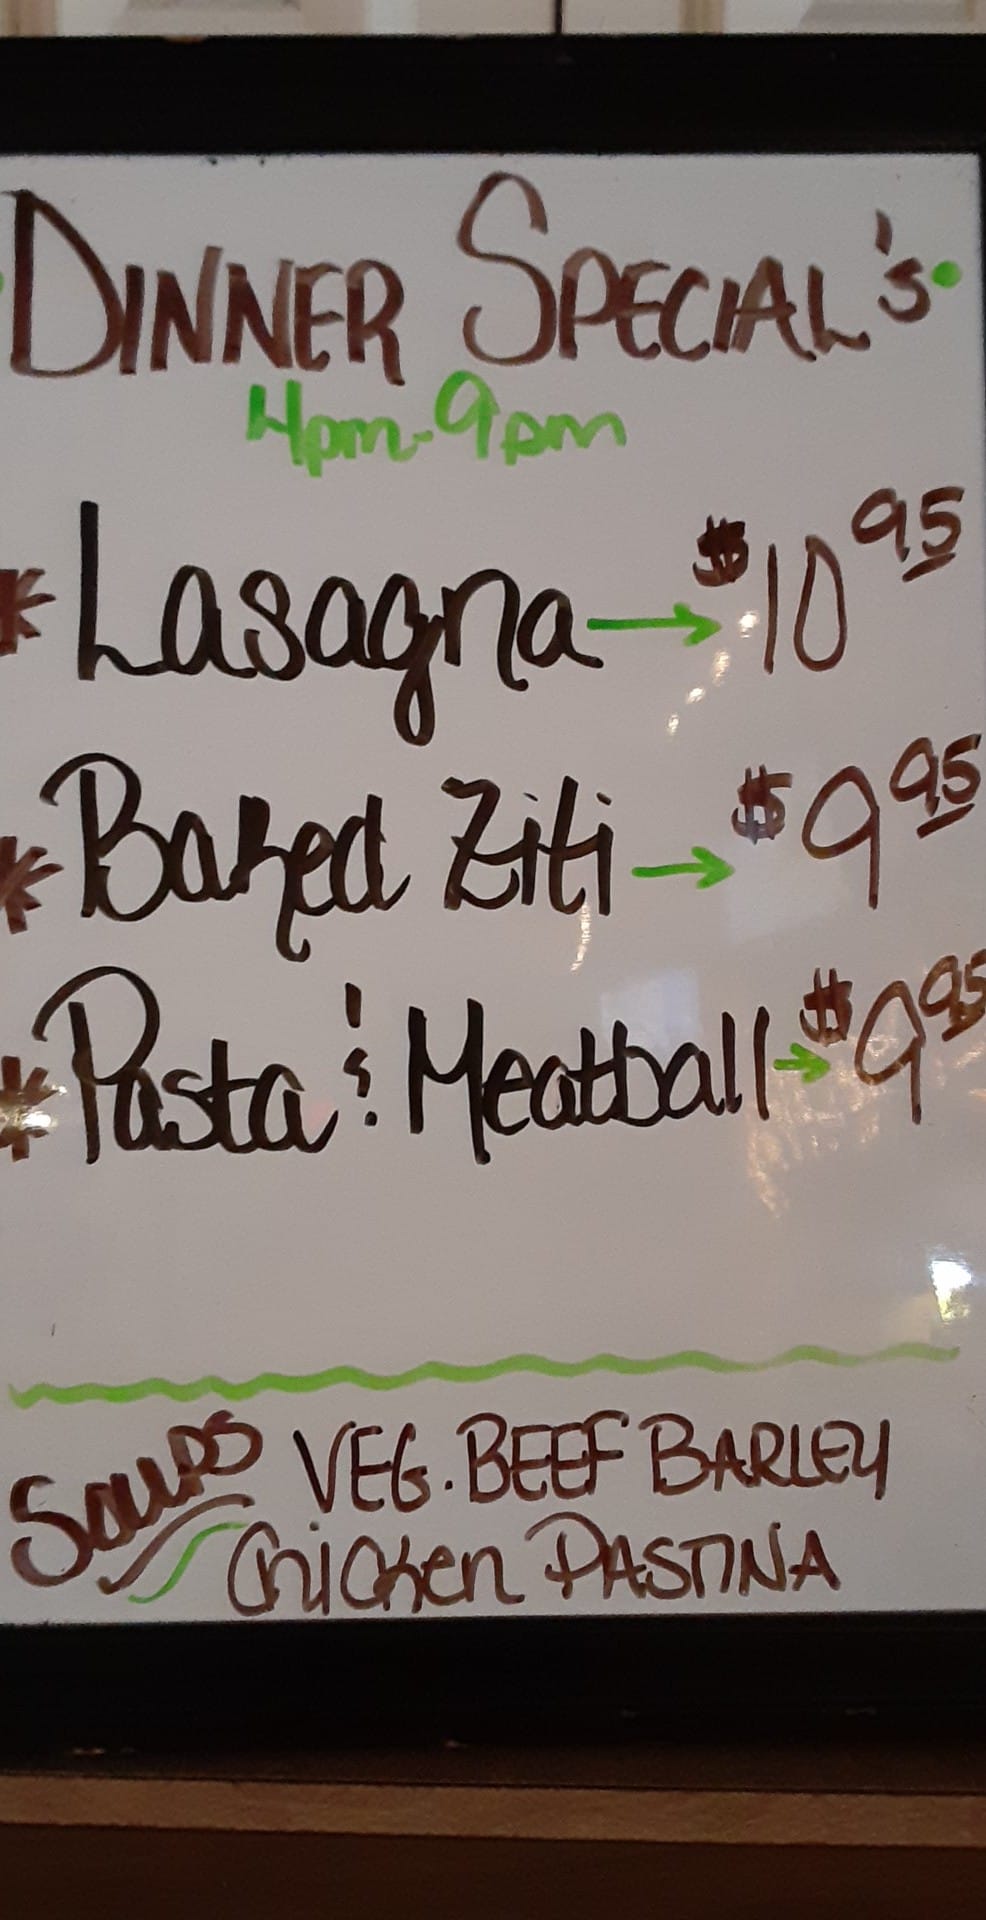 DINNER SPECIAL's
4pm-9pm
* Lasagna → $10.95
* Baked Ziti → $9.95
* Pasta & Meatball → $9.95
Soups VEG. BEEF BARLEY
Chicken PASTINA